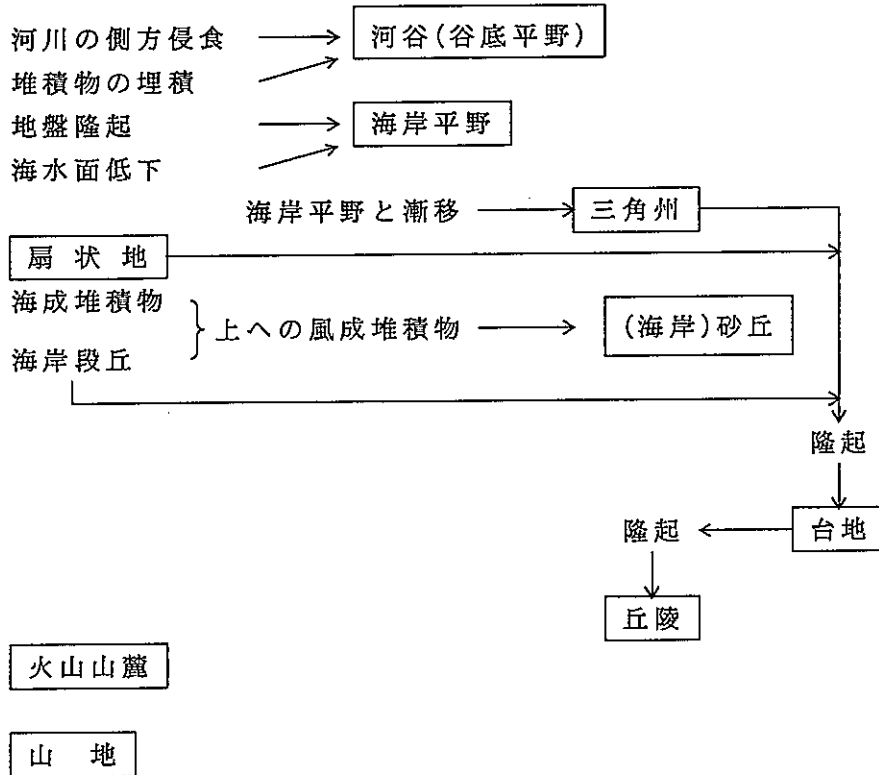 河川の側方侵食
河谷(谷底平野)
堆積物の埋積
地盤隆起
海岸平野
海水面低下
海岸平野と漸移
三角州
扇状地
海成堆積物
上への風成堆積物
(海岸)砂丘
海岸段丘
隆起
隆起
台地
丘陵
火山山麓
山地